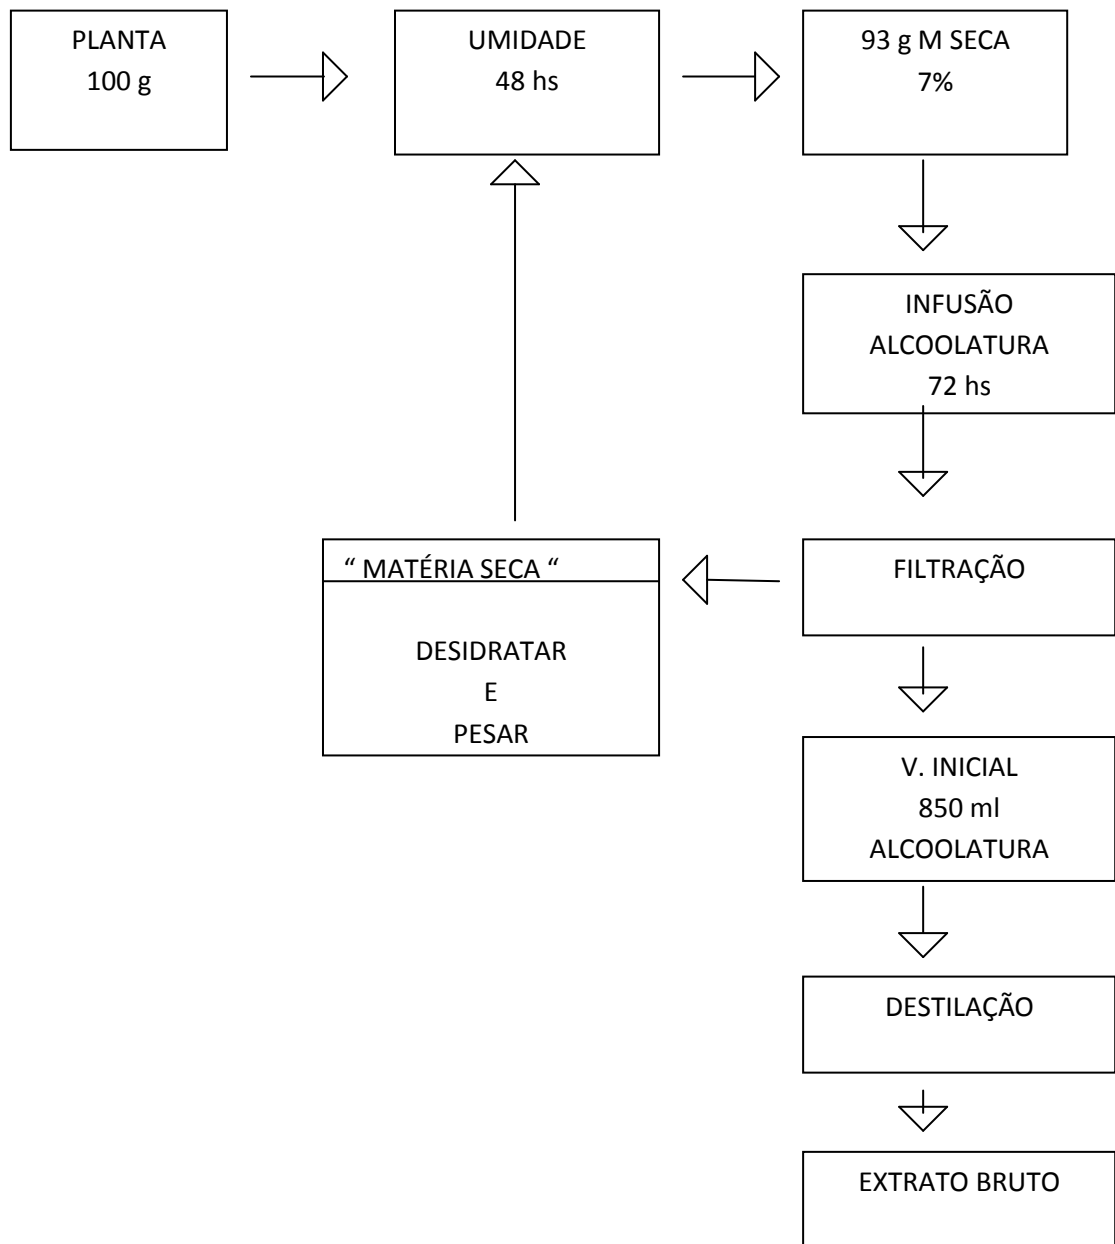 PLANTA
100 g
UMIDADE
48 hs
93 g M SECA
7%
INFUSÃO
ALCOOLATURA
72 hs
FILTRAÇÃO
“ MATÉRIA SECA “
DESIDRATAR
E
PESAR
V. INICIAL
850 ml
ALCOOLATURA
DESTILAÇÃO
EXTRATO BRUTO